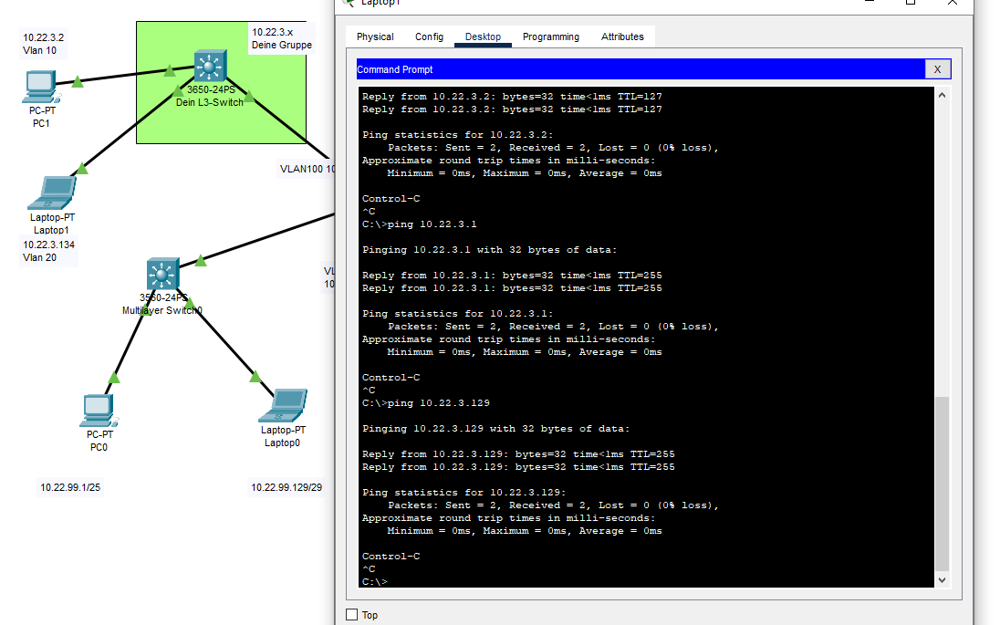 Laptop1
Physical
Config
Desktop
Programming
Attributes
Command Prompt
X
Reply from 10.22.3.2: bytes=32 time<1ms TTL=127
Reply from 10.22.3.2: bytes=32 time<1ms TTL=127
Ping statistics for 10.22.3.2:
Packets: Sent = 2, Received = 2, Lost = 0 (0% loss),
Approximate round trip times in milli-seconds:
Minimum = 0ms, Maximum = 0ms, Average = 0ms
Control-C
^C
C:\>ping 10.22.3.1
Pinging 10.22.3.1 with 32 bytes of data:
Reply from 10.22.3.1: bytes=32 time<1ms TTL=255
Reply from 10.22.3.1: bytes=32 time<1ms TTL=255
Ping statistics for 10.22.3.1:
Packets: Sent = 2, Received = 2, Lost = 0 (0% loss),
Approximate round trip times in milli-seconds:
Minimum = 0ms, Maximum = 0ms, Average = 0ms
Control-C
^C
C:\>ping 10.22.3.129
Pinging 10.22.3.129 with 32 bytes of data:
Reply from 10.22.3.129: bytes=32 time<1ms TTL=255
Reply from 10.22.3.129: bytes=32 time<1ms TTL=255
Ping statistics for 10.22.3.129:
Packets: Sent = 2, Received = 2, Lost = 0 (0% loss),
Approximate round trip times in milli-seconds:
Minimum = 0ms, Maximum = 0ms, Average = 0ms
Control-C
^C
C:\>
Top
10.22.3.2
Vlan 10
10.22.3.x
Deine Gruppe
3650-24PS
Dein L3-Switch
PC-PT
PC1
VLAN100 10
Laptop-PT
Laptop1
10.22.3.134
Vlan 20
VL
10
3560-24PS
Multilayer Switch0
PC-PT
PC0
Laptop-PT
Laptop0
10.22.99.1/25
10.22.99.129/29